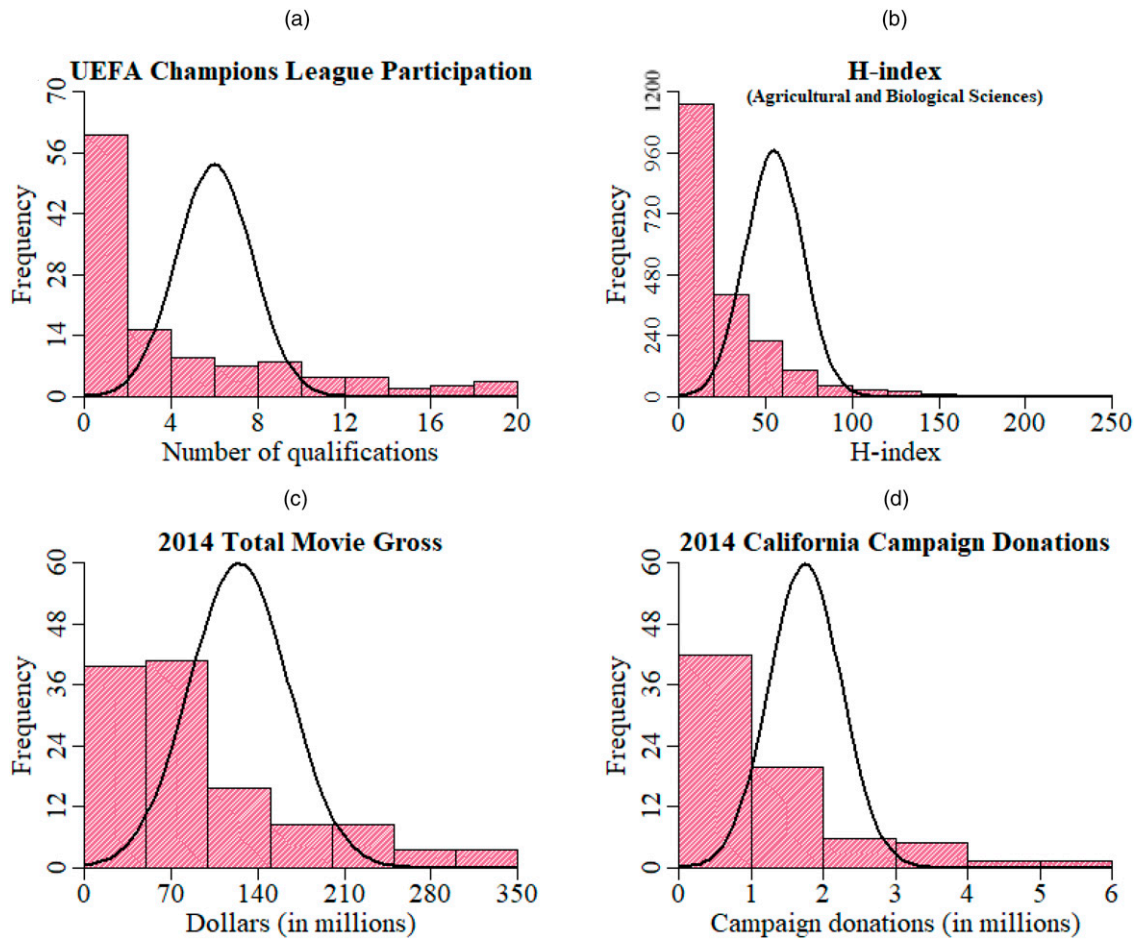 (a)
UEFA Champions League Participation
70
56
42
28
14
0
Frequency
0 4 8 12 16 20
Number of qualifications
(b)
H-index
(Agricultural and Biological Sciences)
1200
960
720
480
240
0
Frequency
0 50 100 150 200 250
H-index
(c)
2014 Total Movie Gross
60
48
36
24
12
0
Frequency
0 70 140 210 280 350
Dollars (in millions)
(d)
2014 California Campaign Donations
60
48
36
24
12
0
Frequency
0 1 2 3 4 5 6
Campaign donations (in millions)